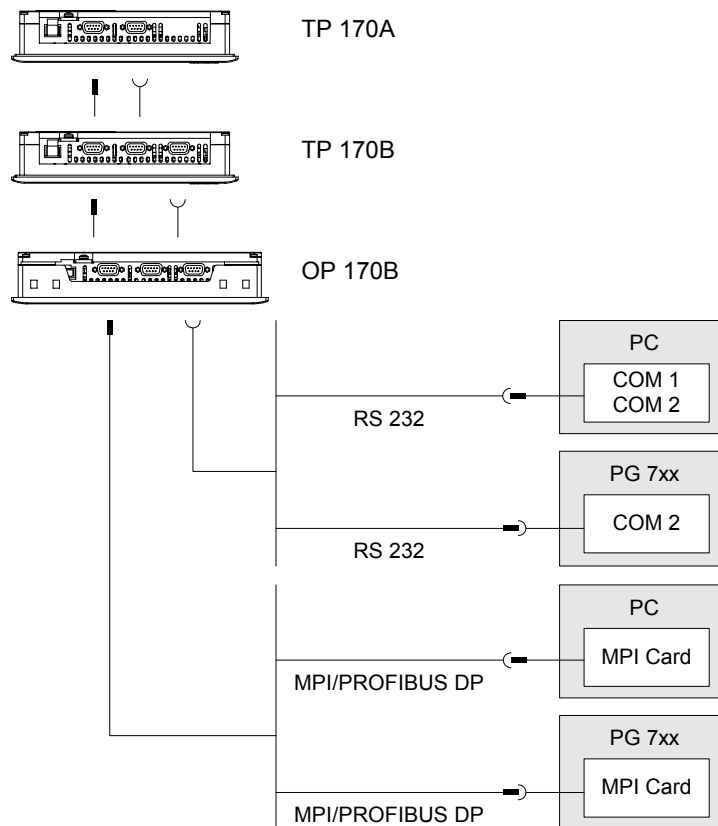 TP 170A
TP 170B
OP 170B
PC
COM 1
COM 2
RS 232
PG 7xx
COM 2
RS 232
PC
MPI Card
MPI/PROFIBUS DP
PG 7xx
MPI Card
MPI/PROFIBUS DP